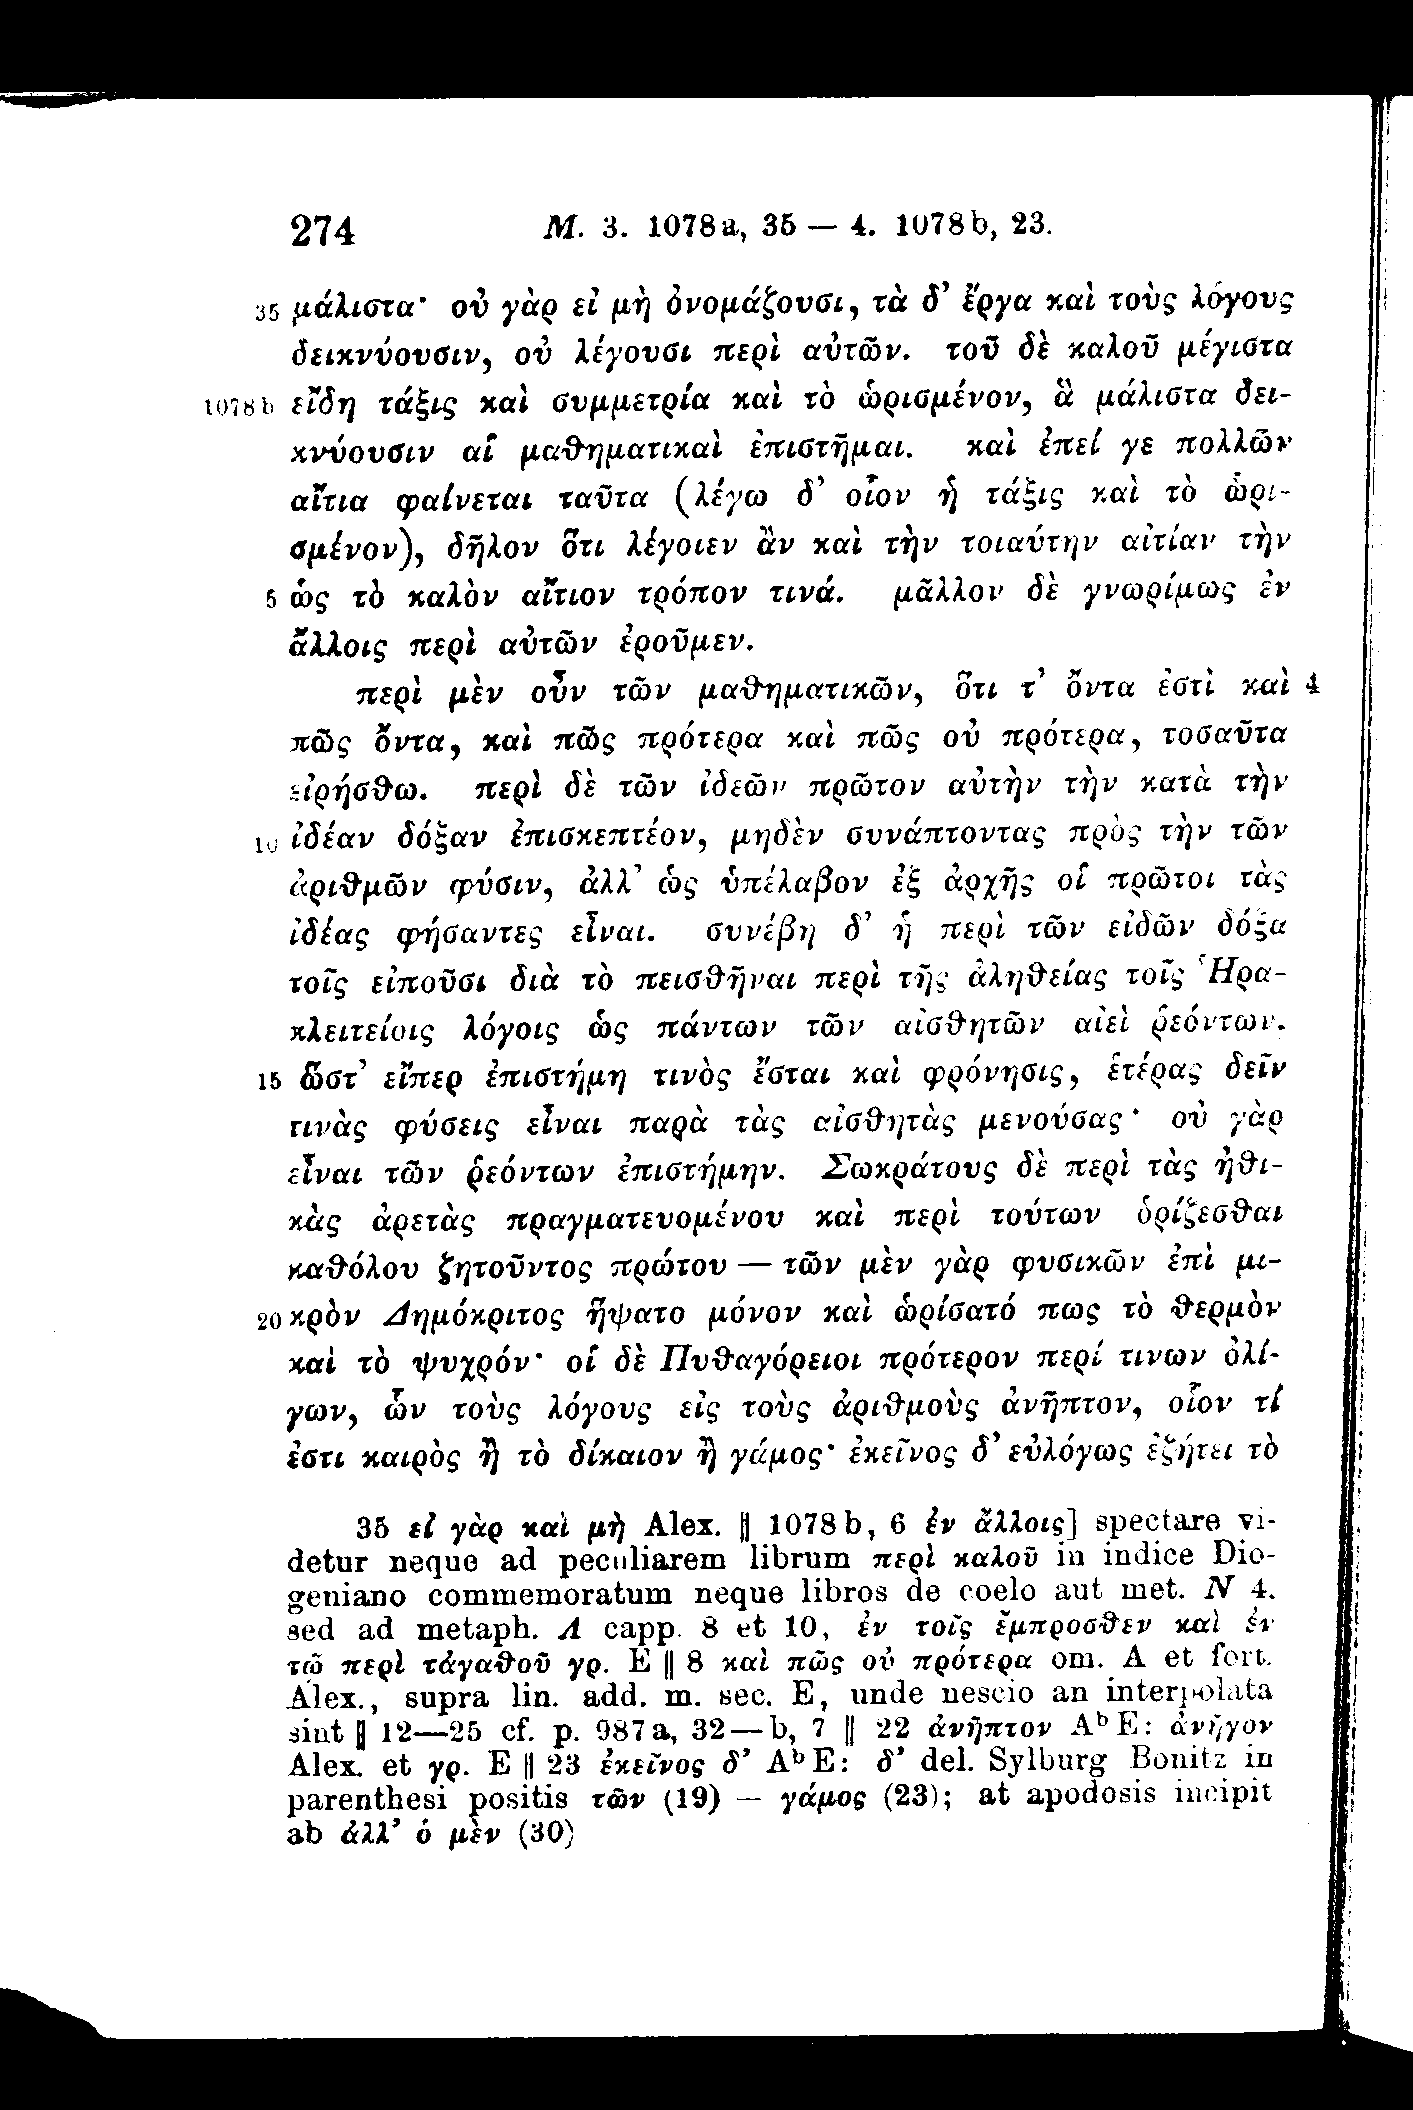 274 M. 3. 1078a, 35 — 4. 1078b, 23.
35 μάλιστα· οὐ γὰρ εἰ μὴ ὀνομάζουσι, τὰ δ’ ἔργα καὶ τοὺς λόγους
δεικνύουσιν, οὐ λέγουσι περὶ αὐτῶν. τοῦ δὲ καλοῦ μέγιστα
1078b εἴδη τάξις καὶ συμμετρία καὶ τὸ ὡρισμένον, ἃ μάλιστα δει-
κνύουσιν αἱ μαθηματικαὶ ἐπιστῆμαι. καὶ ἐπεί γε πολλῶν
αἴτια φαίνεται ταῦτα (λέγω δ’ οἷον ἡ τάξις καὶ τὸ ὡρι-
σμένον), δῆλον ὅτι λέγοιεν ἂν καὶ τὴν τοιαύτην αἰτίαν τὴν
5 ὡς τὸ καλὸν αἴτιον τρόπον τινά. μᾶλλον δὲ γνωρίμως ἐν
ἄλλοις περὶ αὐτῶν ἐροῦμεν.
περὶ μὲν οὖν τῶν μαθηματικῶν, ὅτι τ’ ὄντα ἐστὶ καὶ 4
πῶς ὄντα, καὶ πῶς πρότερα καὶ πῶς οὐ πρότερα, τοσαῦτα
εἰρήσθω. περὶ δὲ τῶν ἰδεῶν πρῶτον αὐτὴν τὴν κατὰ τὴν
10 ἰδέαν δόξαν ἐπισκεπτέον, μηδὲν συνάπτοντας πρὸς τὴν τῶν
ἀριθμῶν φύσιν, ἀλλ’ ὡς ὑπέλαβον ἐξ ἀρχῆς οἱ πρῶτοι τὰς
ἰδέας φήσαντες εἶναι. συνέβη δ’ ἡ περὶ τῶν εἰδῶν δόξα
τοῖς εἰποῦσι διὰ τὸ πεισθῆναι περὶ τῆς ἀληθείας τοῖς Ἡρα-
κλειτείοις λόγοις ὡς πάντων τῶν αἰσθητῶν αἰεὶ ῥεόντων.
15 ὥστ’ εἴπερ ἐπιστήμη τινὸς ἔσται καὶ φρόνησις, ἑτέρας δεῖν
τινὰς φύσεις εἶναι παρὰ τὰς αἰσθητὰς μενούσας· οὐ γὰρ
εἶναι τῶν ῥεόντων ἐπιστήμην. Σωκράτους δὲ περὶ τὰς ἠθι-
κὰς ἀρετὰς πραγματευομένου καὶ περὶ τούτων ὁρίζεσθαι
καθόλου ζητοῦντος πρώτου — τῶν μὲν γὰρ φυσικῶν ἐπὶ μι-
20 κρὸν Δημόκριτος ἥψατο μόνον καὶ ὡρίσατό πως τὸ θερμὸν
καὶ τὸ ψυχρόν· οἱ δὲ Πυθαγόρειοι πρότερον περί τινων ὀλί-
γων, ὧν τοὺς λόγους εἰς τοὺς ἀριθμοὺς ἀνῆπτον, οἷον τί
ἐστι καιρὸς ἢ τὸ δίκαιον ἢ γάμος· ἐκεῖνος δ’ εὐλόγως ἐζήτει τὸ
35 εἰ γὰρ καὶ μὴ Alex. || 1078b, 6 ἐν ἄλλοις] spectare vi-
detur neque ad peculiarem librum περὶ καλοῦ in indice Dio-
geniano commemoratum neque libros de coelo aut met. N 4.
sed ad metaph. Λ capp. 8 et 10, ἐν τοῖς ἔμπροσθεν καὶ ἐν
τῷ περὶ τἀγαθοῦ γρ. E || 8 καὶ πῶς οὐ πρότερα om. A et fort.
Alex., supra lin. add. m. sec. E, unde nescio an interpolata
sint || 12—25 cf. p. 987a, 32—b, 7 || 22 ἀνῆπτον AᵇE: ἀνῆγον
Alex. et γρ. E || 23 ἐκεῖνος δ’ AᵇE: δ’ del. Sylburg Bonitz in
parenthesi positis τῶν (19) — γάμος (23); at apodosis incipit
ab ἀλλ’ ὁ μὲν (30)